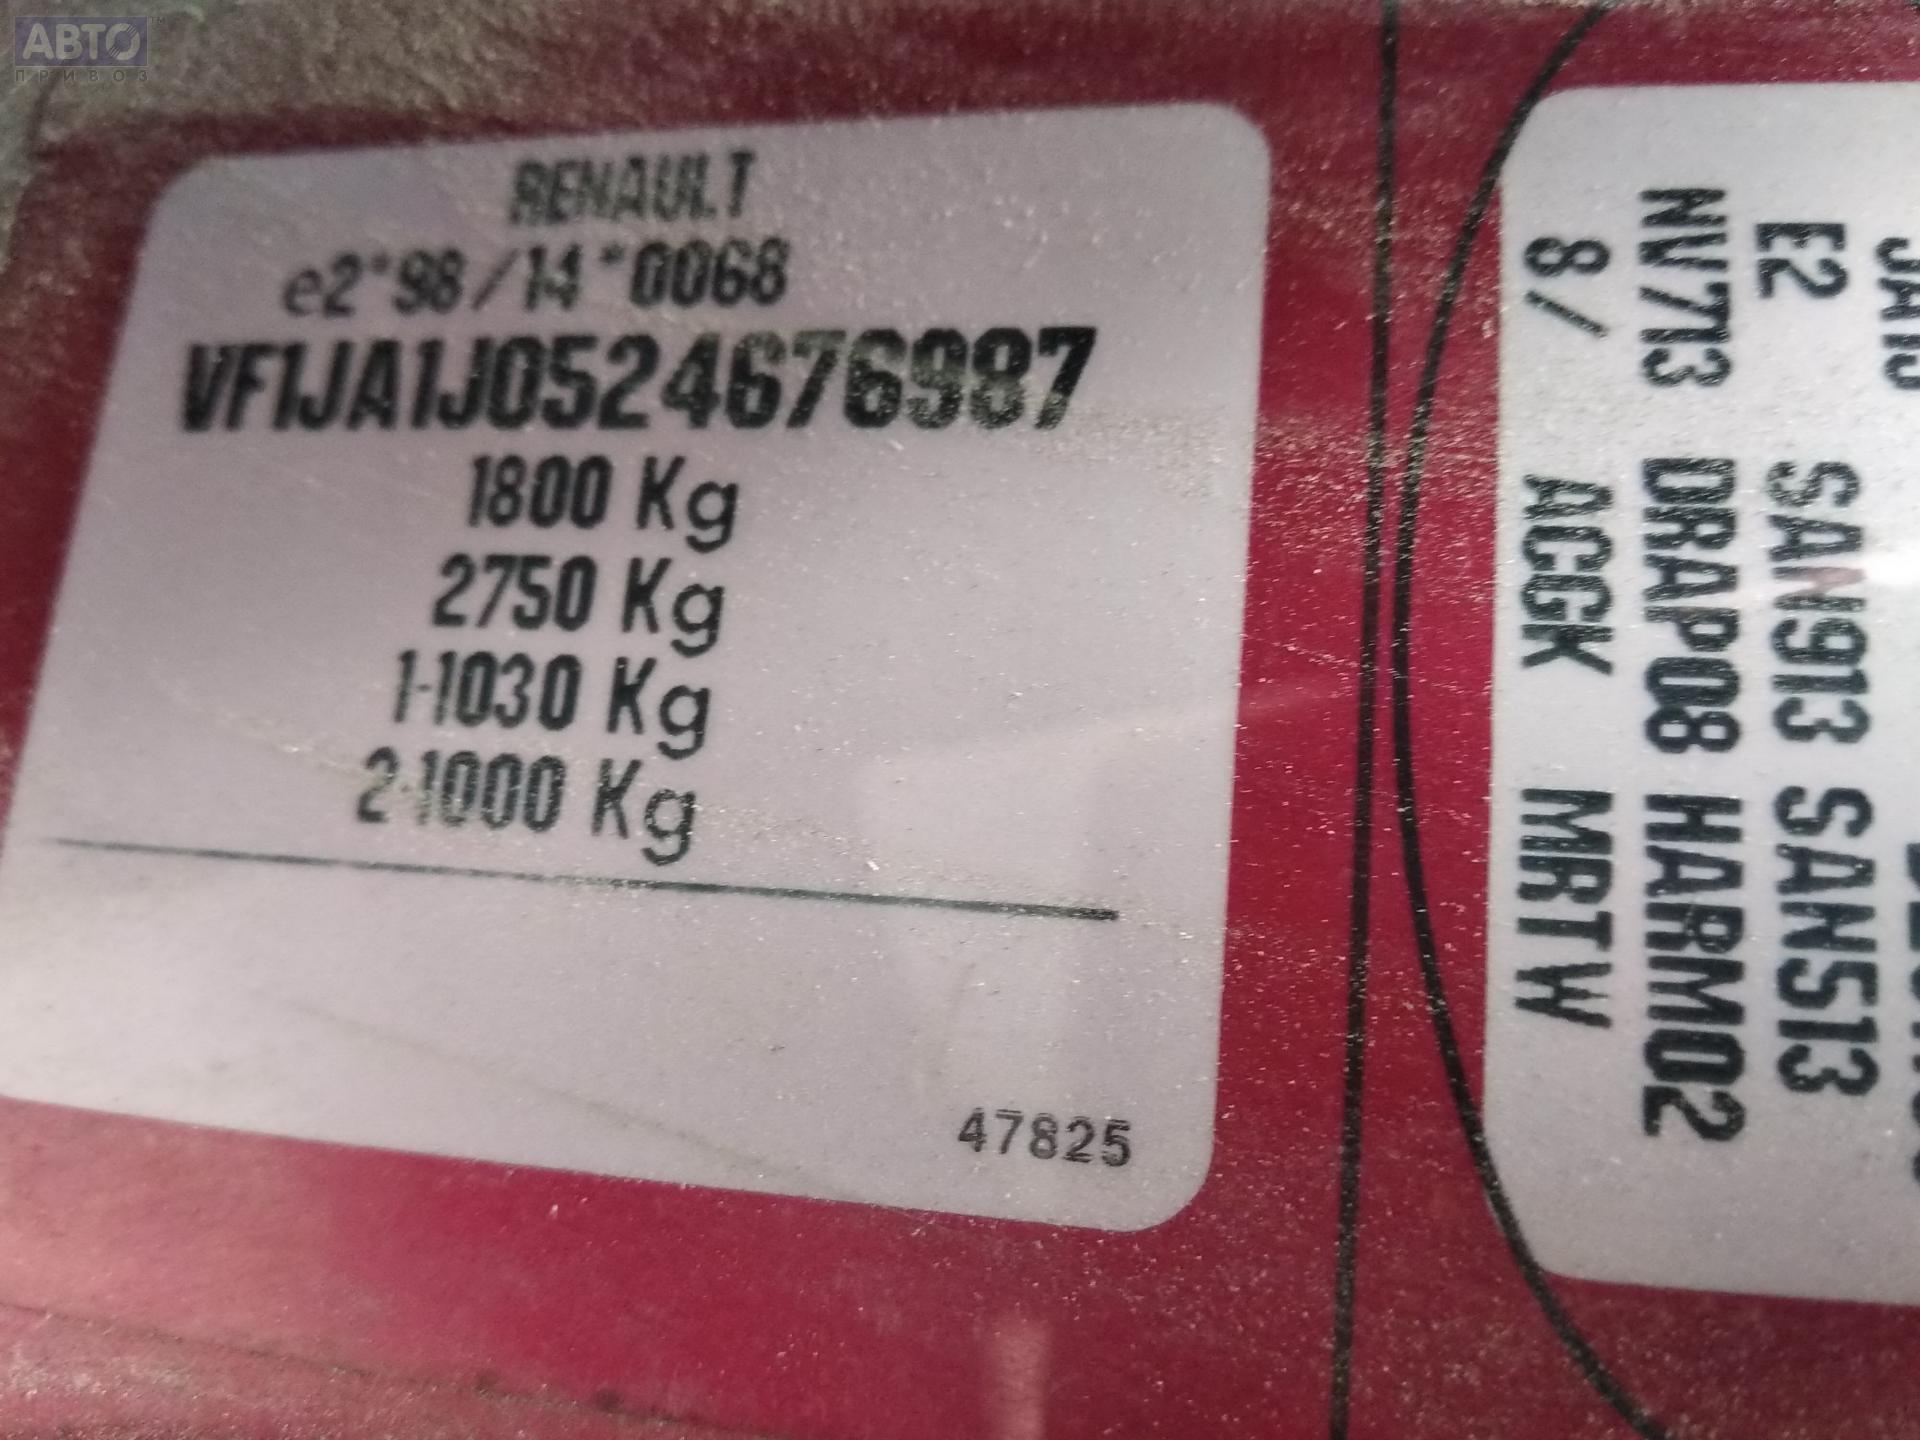 АВТО
ПРИВОЗ
RENAULT
e2*98/14*0068
VF1JA1J0524676987
1800 Kg
2750 Kg
1-1030 Kg
2-1000 Kg
47825
JA1J
E2 SAN913 SAN513
NV713 DRAP08 HARM02
8/ ACGK MRTW